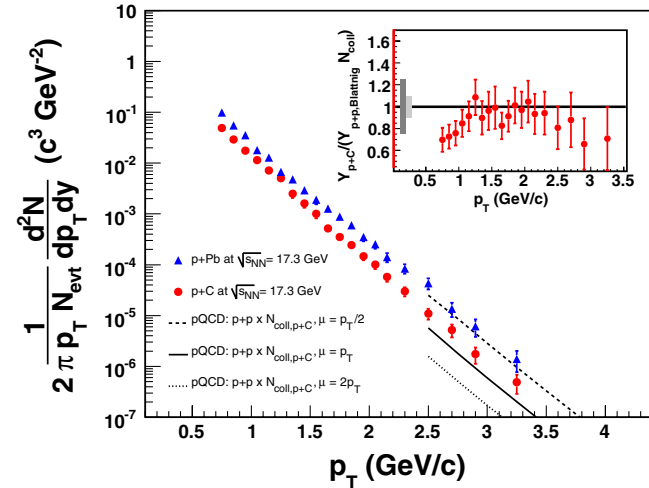 1 / 2 π p_T N_evt d²N / dp_T dy (c³ GeV⁻²)
10
1
10⁻¹
10⁻²
10⁻³
10⁻⁴
10⁻⁵
10⁻⁶
10⁻⁷
p+Pb at √s_NN = 17.3 GeV
p+C at √s_NN = 17.3 GeV
pQCD: p+p x N_coll,p+C, μ = p_T/2
pQCD: p+p x N_coll,p+C, μ = p_T
pQCD: p+p x N_coll,p+C, μ = 2p_T
0.5 1 1.5 2 2.5 3 3.5 4
p_T (GeV/c)
Y_p+C/(Y_p+p,Blattnig N_coll)
1.6
1.4
1.2
1
0.8
0.6
0.5 1 1.5 2 2.5 3 3.5
p_T (GeV/c)